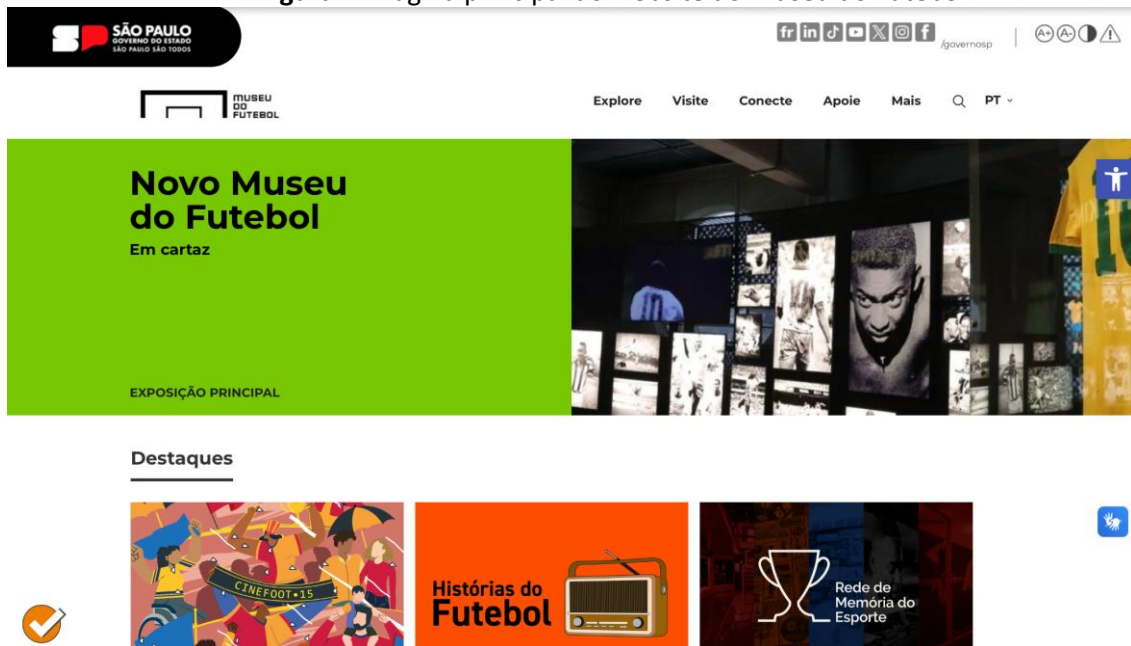 SÃO PAULO
GOVERNO DO ESTADO
SÃO PAULO SÃO TODOS
/governosp
A+ A-
MUSEU
DO
FUTEBOL
Explore Visite Conecte Apoie Mais PT
Novo Museu
do Futebol
Em cartaz
EXPOSIÇÃO PRINCIPAL
Destaques
CINEFOOT•15
Histórias do
Futebol
Rede de
Memória do
Esporte